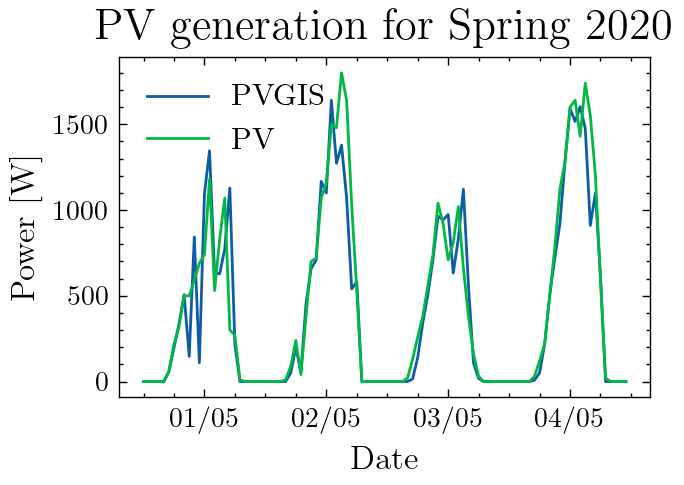 PV generation for Spring 2020
PVGIS
PV
1500
1000
500
0
Power [W]
01/05 02/05 03/05 04/05
Date